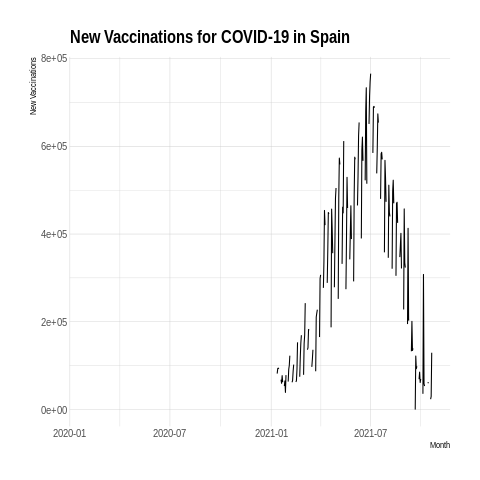 New Vaccinations for COVID-19 in Spain
New Vaccinations
8e+05
6e+05
4e+05
2e+05
0e+00
2020-01
2020-07
2021-01
2021-07
Month